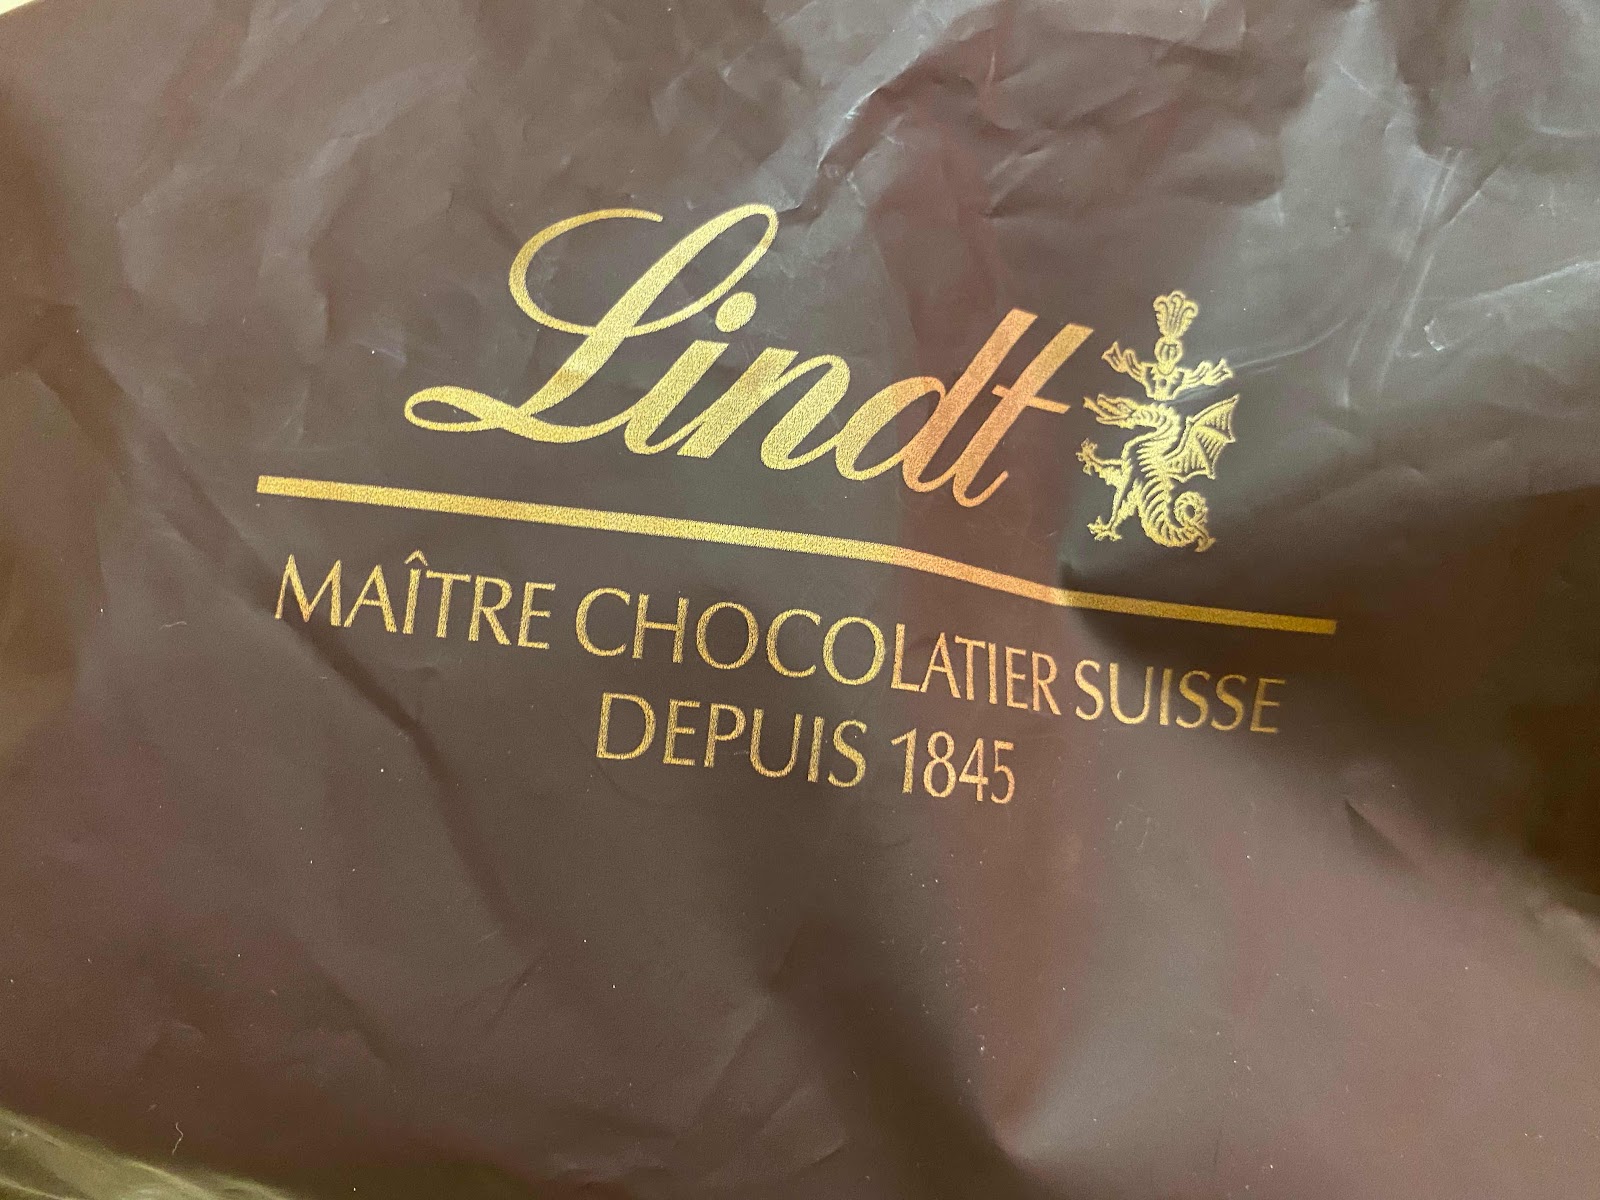 Lindt
MAÎTRE CHOCOLATIER SUISSE
DEPUIS 1845